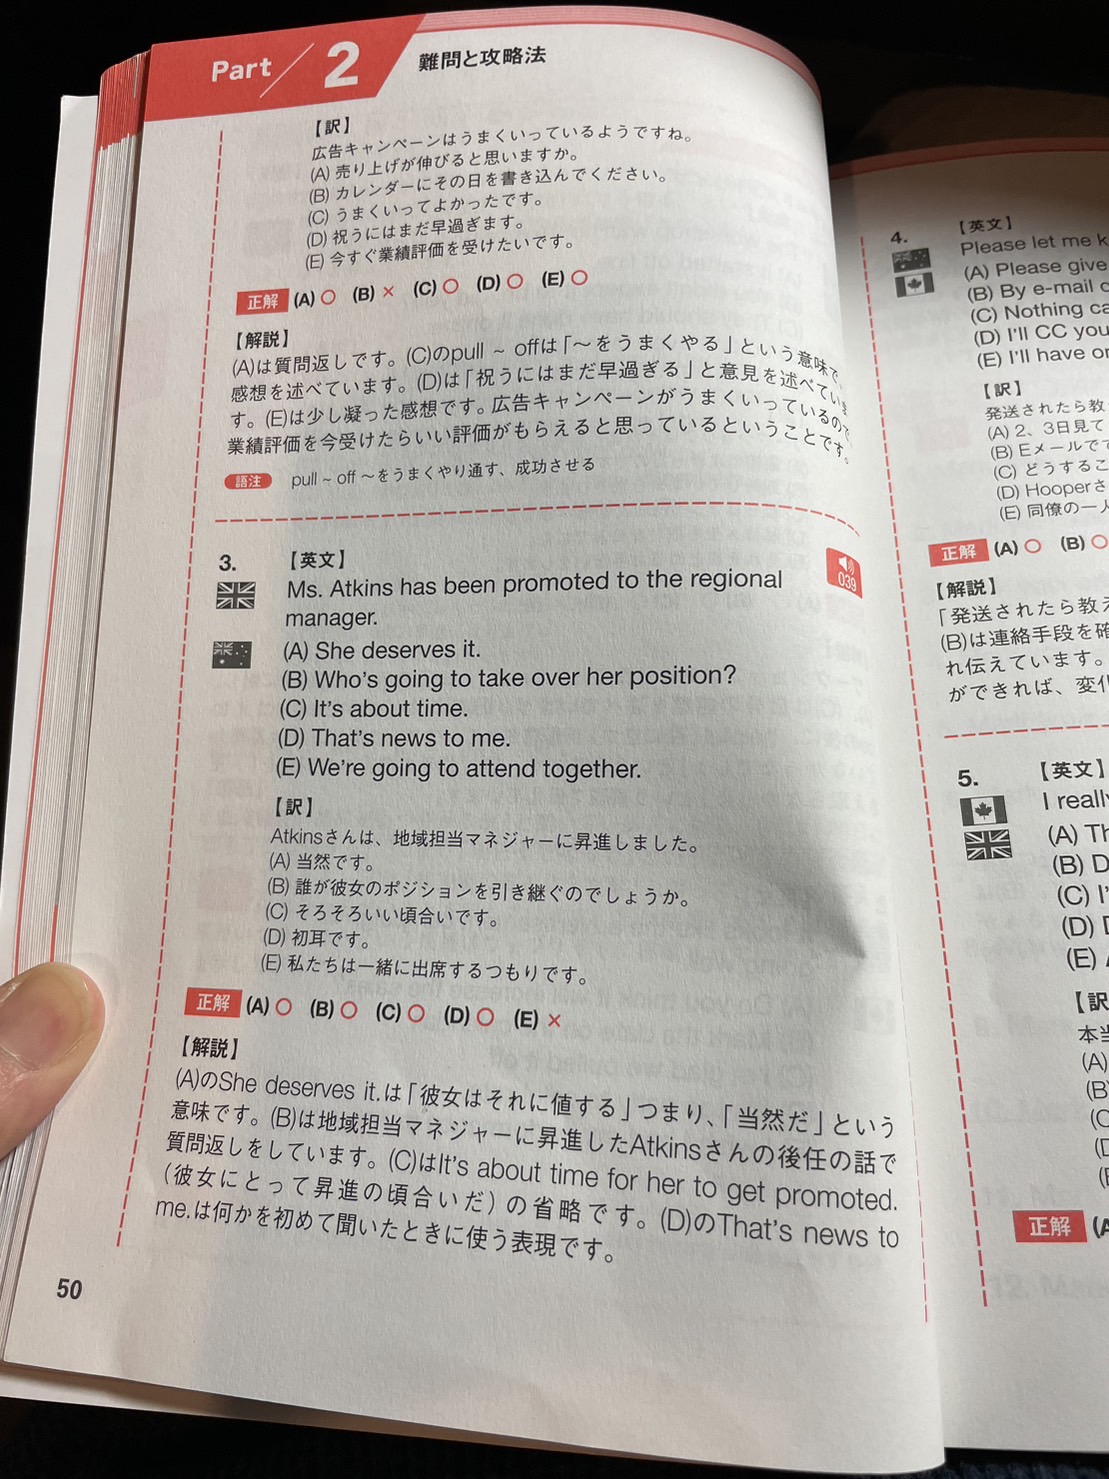 Part 2 難問と攻略法
【訳】
広告キャンペーンはうまくいっているようですね。
(A) 売り上げが伸びると思いますか。
(B) カレンダーにその日を書き込んでください。
(C) うまくいってよかったです。
(D) 祝うにはまだ早過ぎます。
(E) 今すぐ業績評価を受けたいです。
正解 (A) ○ (B) × (C) ○ (D) ○ (E) ○
【解説】
(A)は質問返しです。(C)のpull ~ offは「〜をうまくやる」という意味で、
感想を述べています。(D)は「祝うにはまだ早過ぎる」と意見を述べていま
す。(E)は少し凝った感想です。広告キャンペーンがうまくいっているので、
業績評価を今受けたらいい評価がもらえると思っているということです。
語注 pull ~ off 〜をうまくやり通す、成功させる
3. 【英文】
039
Ms. Atkins has been promoted to the regional
manager.
(A) She deserves it.
(B) Who's going to take over her position?
(C) It's about time.
(D) That's news to me.
(E) We're going to attend together.
【訳】
Atkinsさんは、地域担当マネジャーに昇進しました。
(A) 当然です。
(B) 誰が彼女のポジションを引き継ぐのでしょうか。
(C) そろそろいい頃合いです。
(D) 初耳です。
(E) 私たちは一緒に出席するつもりです。
正解 (A) ○ (B) ○ (C) ○ (D) ○ (E) ×
【解説】
(A)のShe deserves it.は「彼女はそれに値する」つまり、「当然だ」という
意味です。(B)は地域担当マネジャーに昇進したAtkinsさんの後任の話で
質問返しをしています。(C)はIt's about time for her to get promoted.
(彼女にとって昇進の頃合いだ)の省略です。(D)のThat's news to
me.は何かを初めて聞いたときに使う表現です。
50
4. 【英文】
Please let me k
(A) Please give
(B) By e-mail o
(C) Nothing ca
(D) I'll CC you
(E) I'll have on
【訳】
発送されたら教
(A) 2、3日見て
(B) Eメールで
(C) どうするこ
(D) Hooperさ
(E) 同僚の一人
正解 (A) ○ (B) ○
【解説】
「発送されたら教え
(B)は連絡手段を確
れ伝えています。
ができれば、変化
5. 【英文】
I really
(A) Th
(B) D
(C) I'
(D) D
(E) A
【訳
本当
(A)
(B)
(C
(D
(E
正解 (A